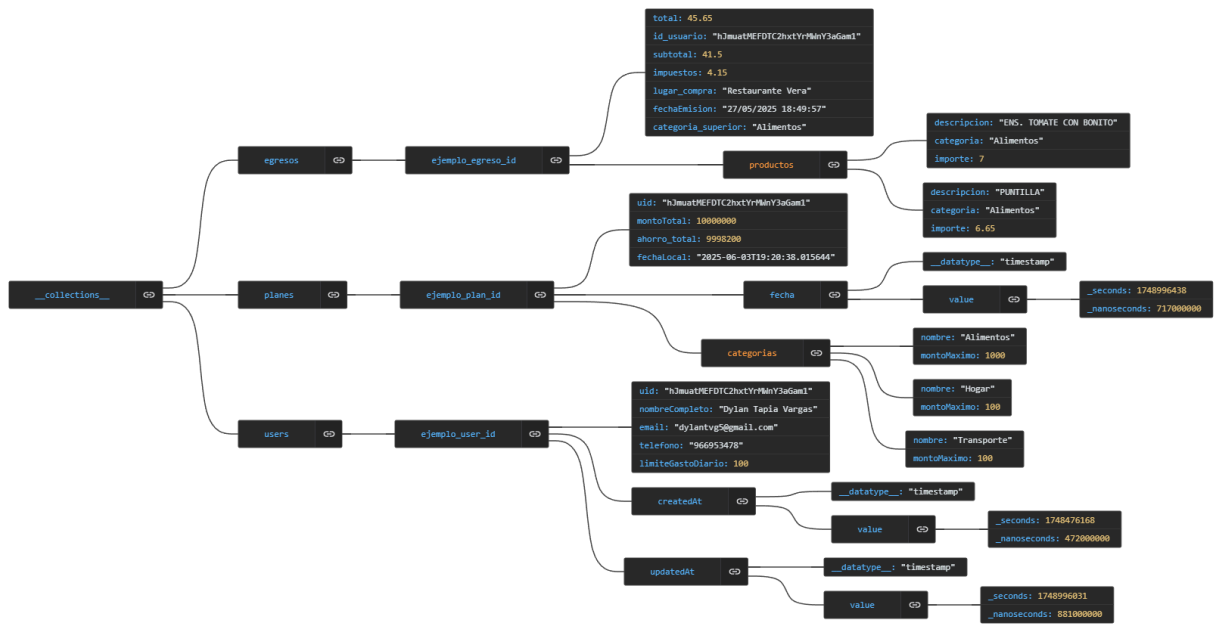 total: 45.65
id_usuario: "hJmuatMEFDTC2hxtYrMWnY3aGam1"
subtotal: 41.5
impuestos: 4.15
lugar_compra: "Restaurante Vera"
fechaEmision: "27/05/2025 18:49:57"
categoria_superior: "Alimentos"
egresos
ejemplo_egreso_id
productos
descripcion: "ENS. TOMATE CON BONITO"
categoria: "Alimentos"
importe: 7
descripcion: "PUNTILLA"
categoria: "Alimentos"
importe: 6.65
uid: "hJmuatMEFDTC2hxtYrMWnY3aGam1"
montoTotal: 10000000
ahorro_total: 9998200
fechaLocal: "2025-06-03T19:20:38.015644"
__collections__
planes
ejemplo_plan_id
fecha
__datatype__: "timestamp"
value
_seconds: 1748996438
_nanoseconds: 717000000
categorias
nombre: "Alimentos"
montoMaximo: 1000
nombre: "Hogar"
montoMaximo: 100
nombre: "Transporte"
montoMaximo: 100
users
ejemplo_user_id
uid: "hJmuatMEFDTC2hxtYrMWnY3aGam1"
nombreCompleto: "Dylan Tapia Vargas"
email: "dylantvg5@gmail.com"
telefono: "966953478"
limiteGastoDiario: 100
createdAt
__datatype__: "timestamp"
value
_seconds: 1748476168
_nanoseconds: 472000000
updatedAt
__datatype__: "timestamp"
value
_seconds: 1748996031
_nanoseconds: 881000000